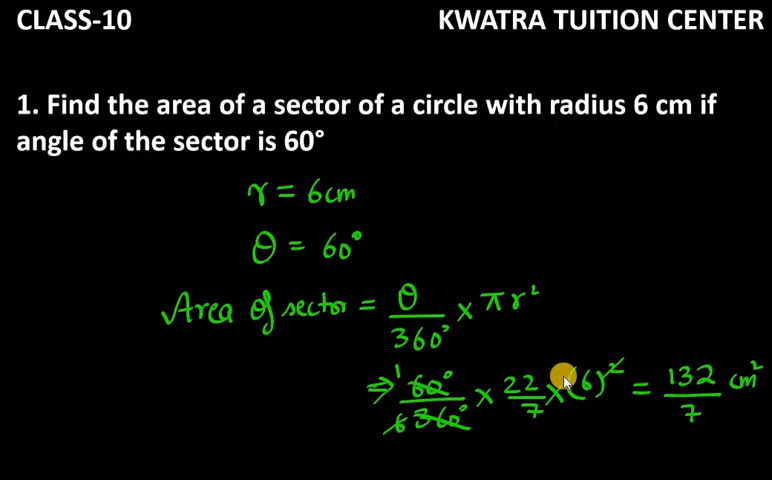 CLASS-10 KWATRA TUITION CENTER
1. Find the area of a sector of a circle with radius 6 cm if
angle of the sector is 60°
r = 6cm
θ = 60°
Area of sector = θ/360° × πr²
⇒ ¹60°/6 360° × 22/7 × (6)² = 132/7 cm²